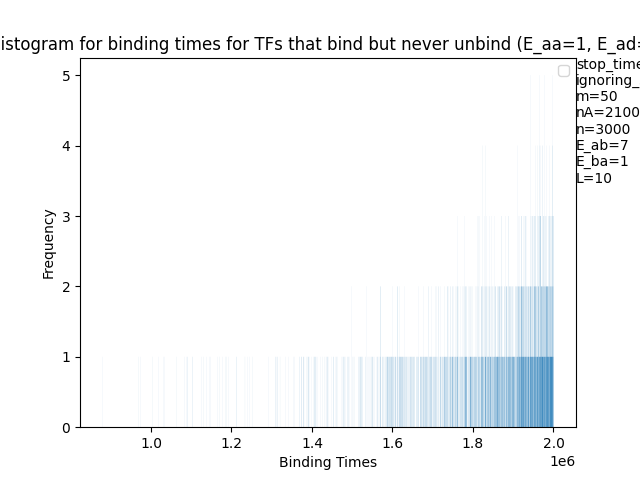 istogram for binding times for TFs that bind but never unbind (E_aa=1, E_ad=
stop_time
ignoring_
m=50
nA=2100
n=3000
E_ab=7
E_ba=1
L=10
5
4
3
2
1
0
Frequency
1.0 1.2 1.4 1.6 1.8 2.0
1e6
Binding Times